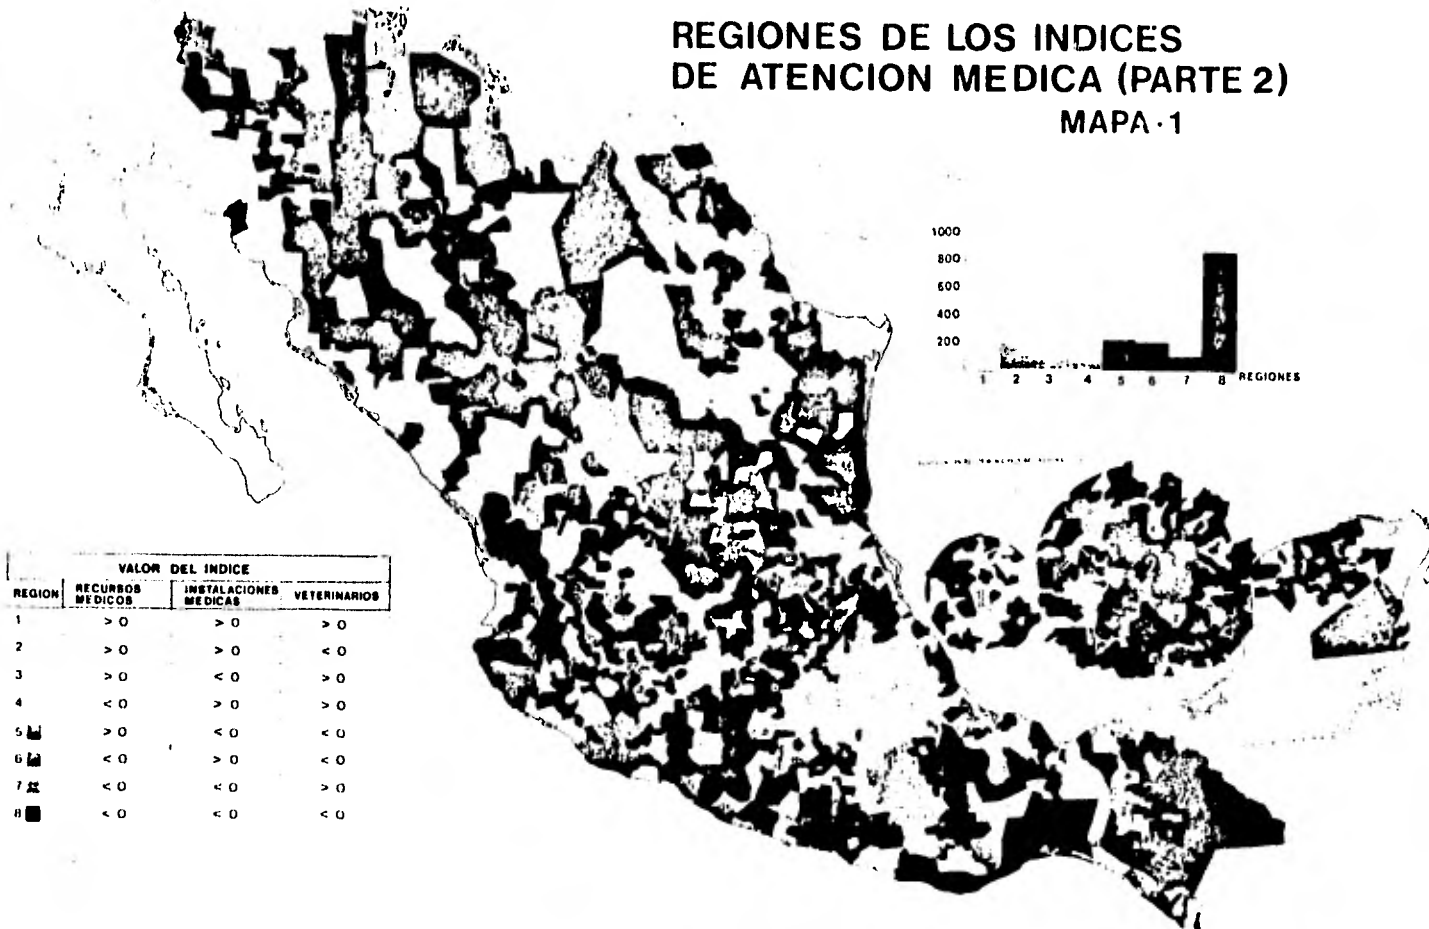 REGIONES DE LOS INDICES
DE ATENCION MEDICA (PARTE 2)
MAPA·1
1000
800
600
400
200
1 2 3 4 5 6 7 8 REGIONES
VALOR DEL INDICE
REGION RECURSOS MEDICOS INSTALACIONES MEDICAS VETERINARIOS
1 > 0 > 0 > 0
2 > 0 > 0 < 0
3 > 0 < 0 > 0
4 < 0 > 0 > 0
5 > 0 < 0 < 0
6 < 0 > 0 < 0
7 < 0 < 0 > 0
8 < 0 < 0 < 0